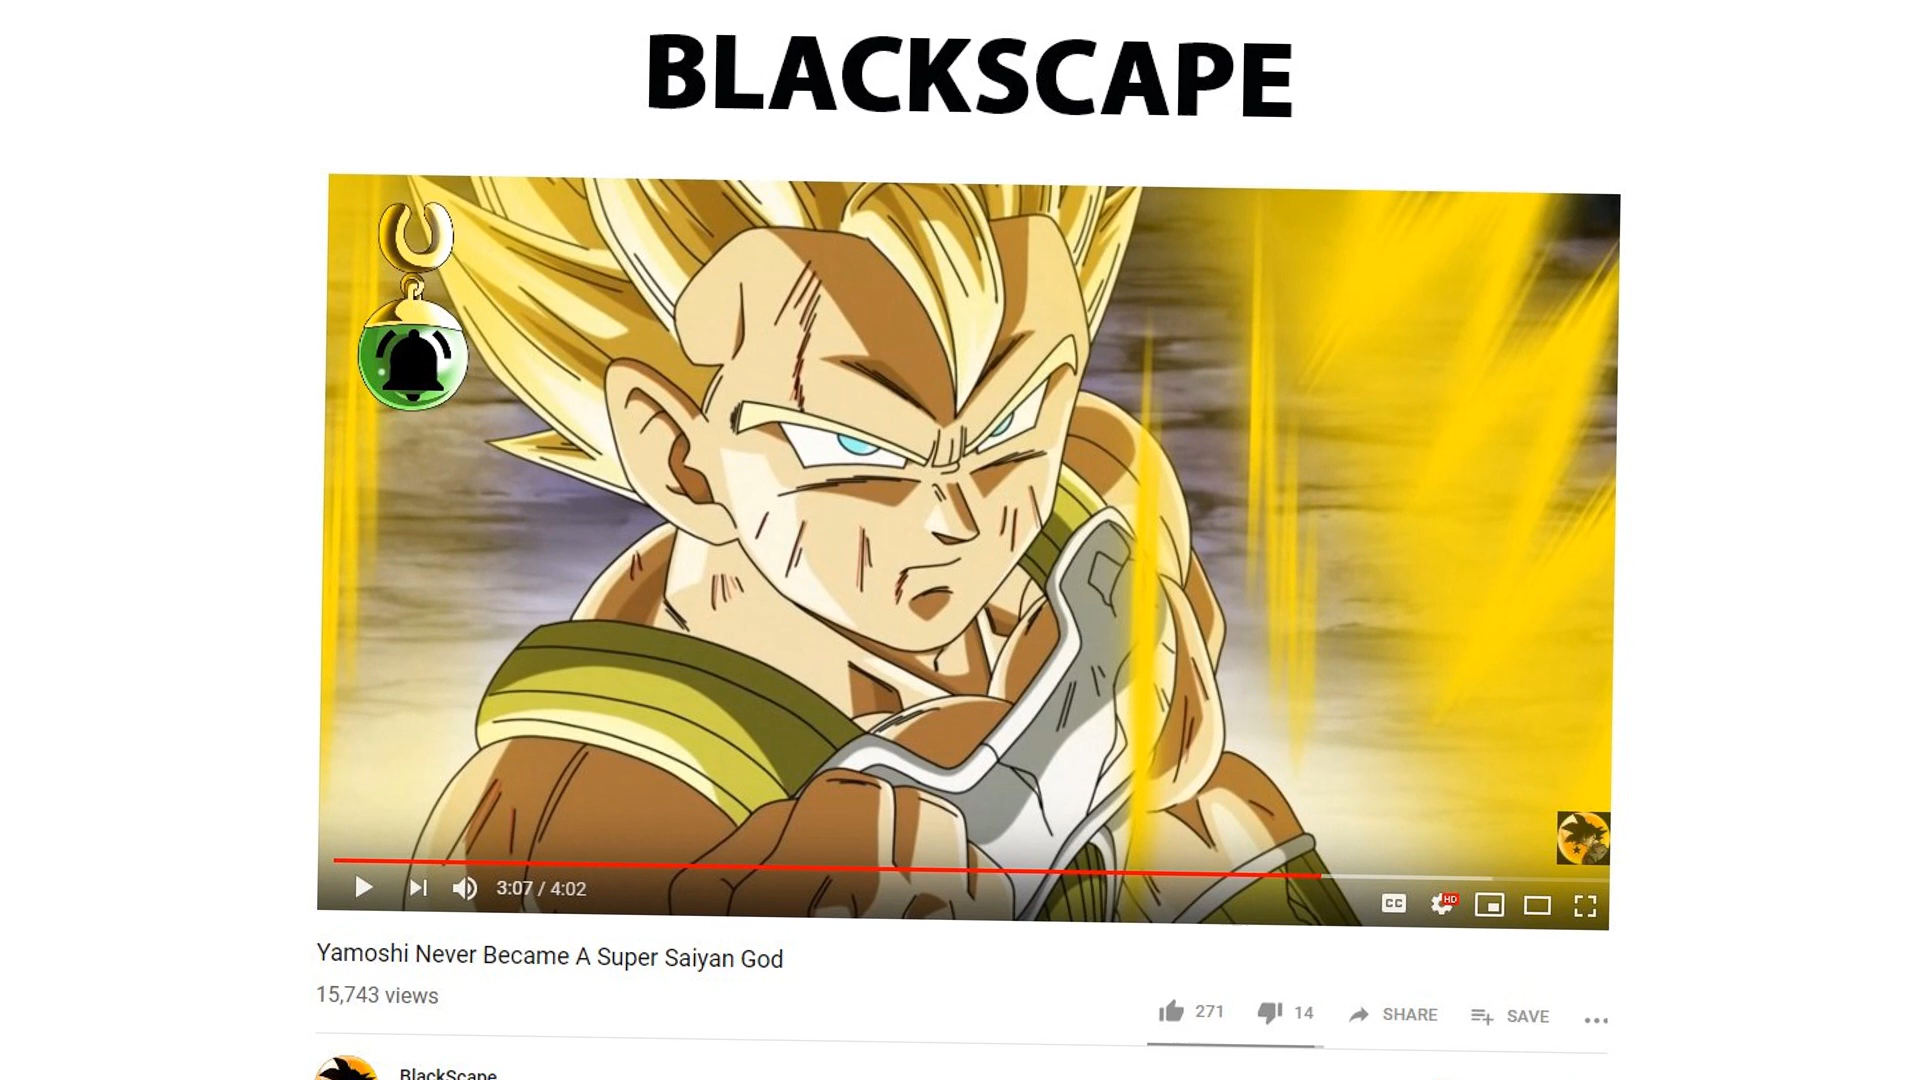 BLACKSCAPE
3:07 / 4:02
CC
HD
Yamoshi Never Became A Super Saiyan God
15,743 views
271
14
SHARE
SAVE
BlackScape